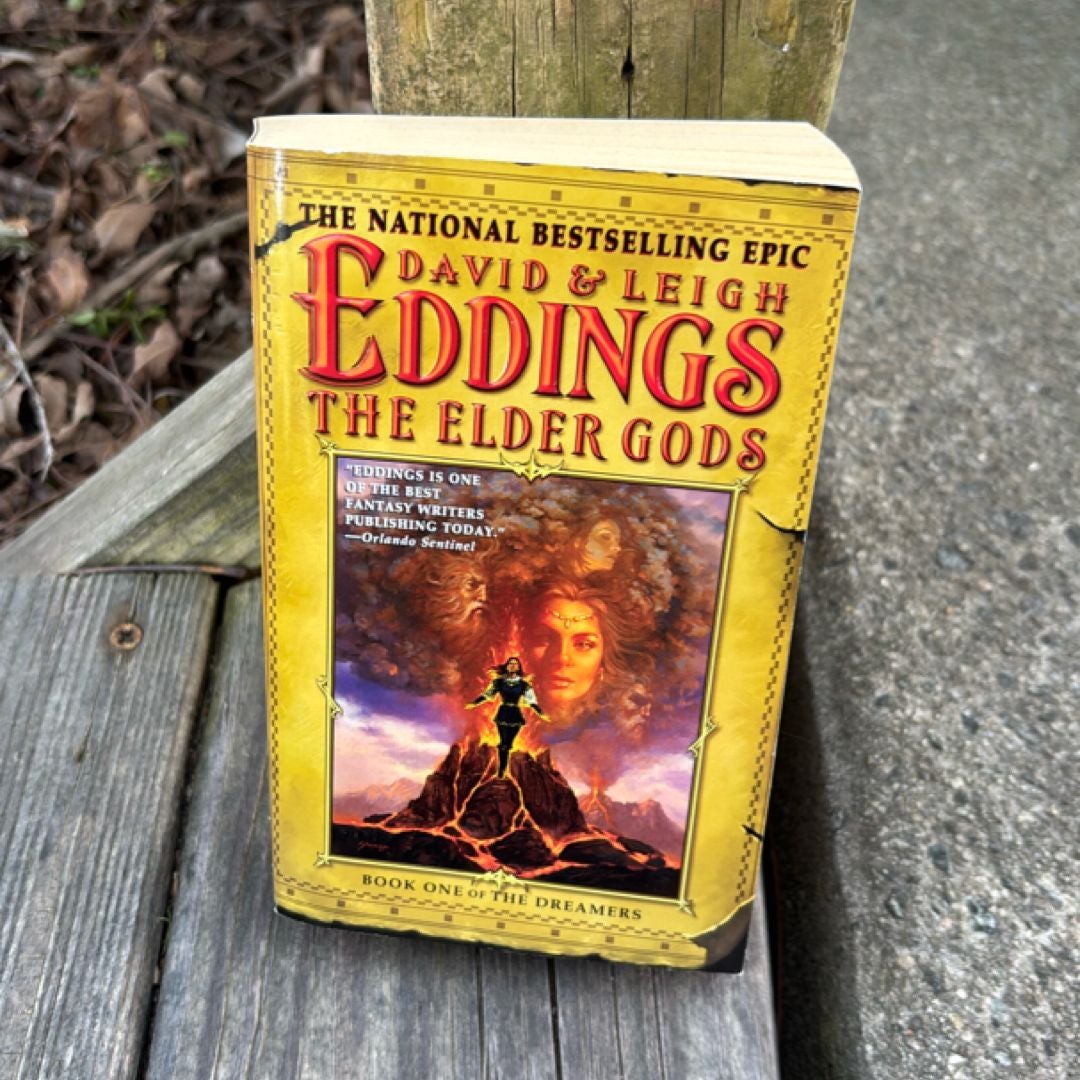 THE NATIONAL BESTSELLING EPIC
DAVID & LEIGH
EDDINGS
THE ELDER GODS
"EDDINGS IS ONE
OF THE BEST
FANTASY WRITERS
PUBLISHING TODAY."
—Orlando Sentinel
BOOK ONE OF THE DREAMERS